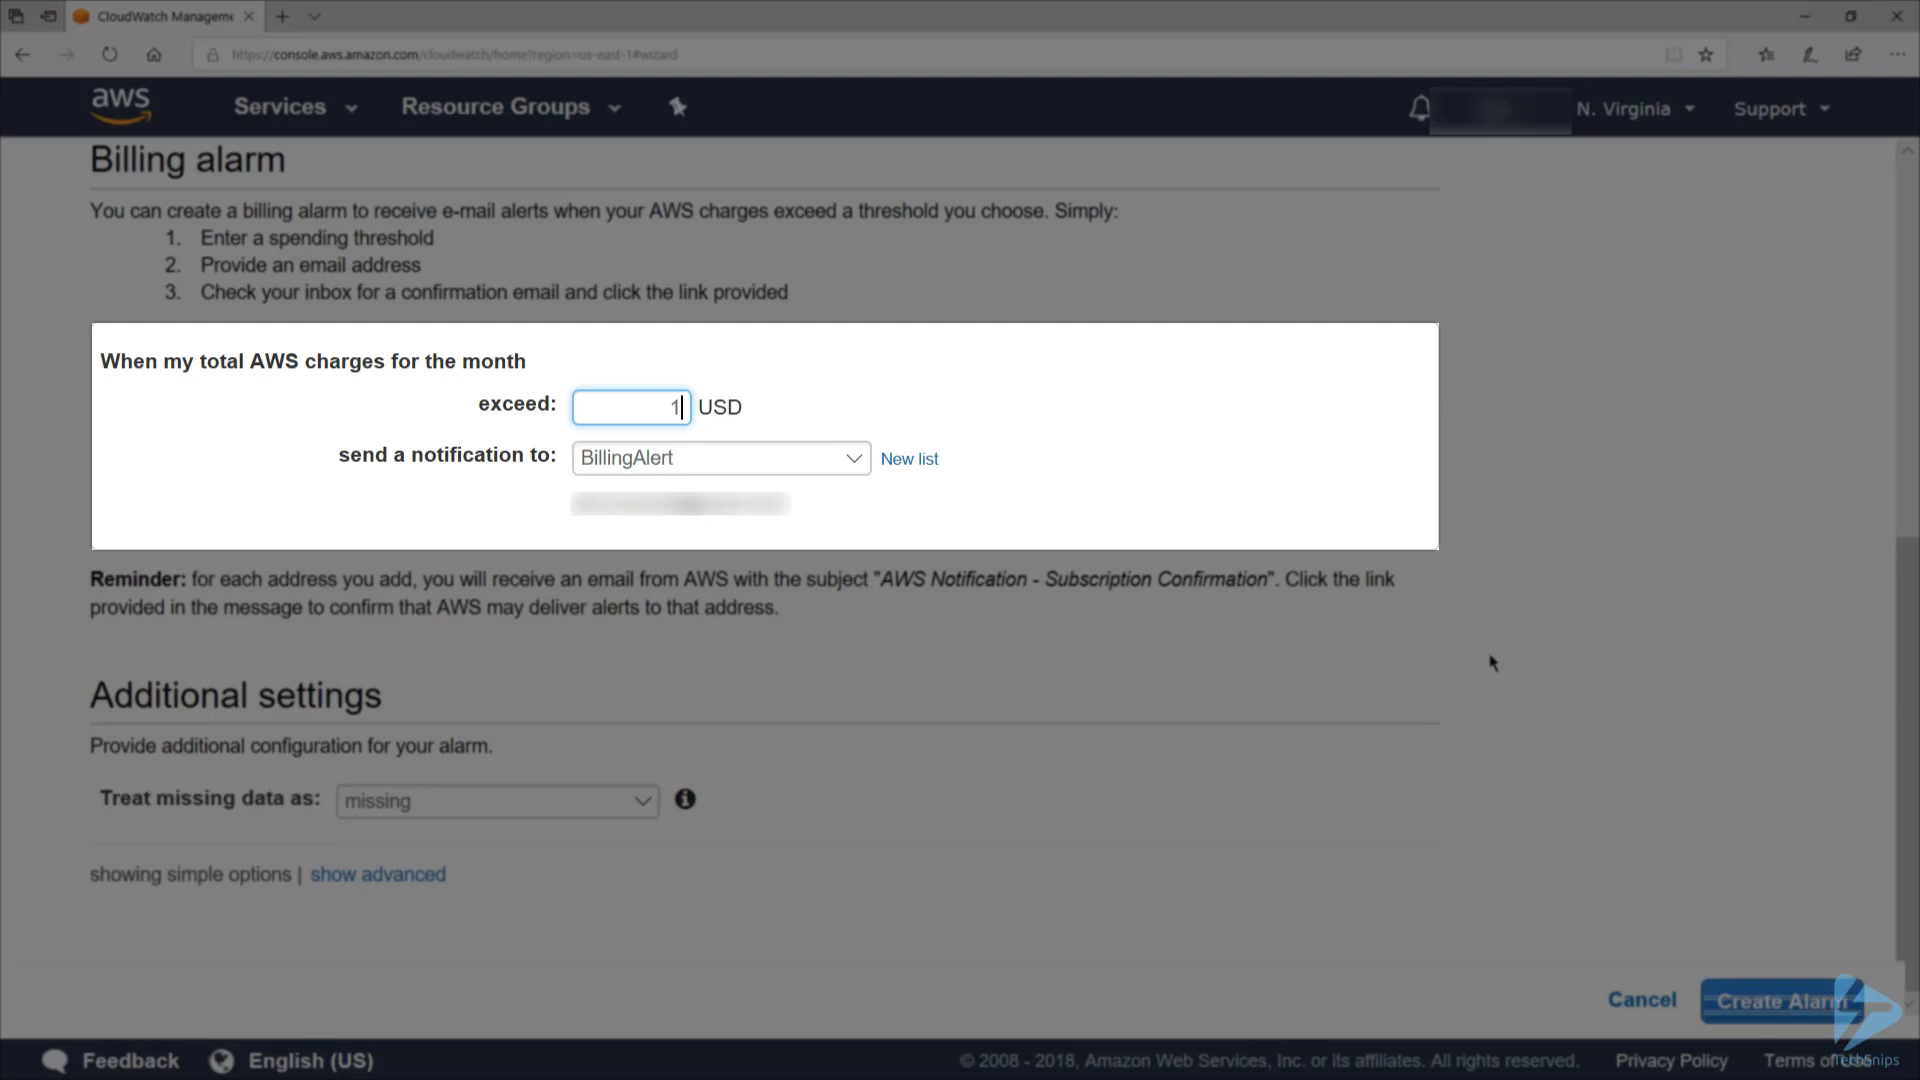 CloudWatch Manageme
https://console.aws.amazon.com/cloudwatch/home?region=us-east-1#wizard
aws Services Resource Groups N. Virginia Support
Billing alarm
You can create a billing alarm to receive e-mail alerts when your AWS charges exceed a threshold you choose. Simply:
1. Enter a spending threshold
2. Provide an email address
3. Check your inbox for a confirmation email and click the link provided
When my total AWS charges for the month
exceed: 1 USD
send a notification to: BillingAlert New list
Reminder: for each address you add, you will receive an email from AWS with the subject "AWS Notification - Subscription Confirmation". Click the link
provided in the message to confirm that AWS may deliver alerts to that address.
Additional settings
Provide additional configuration for your alarm.
Treat missing data as: missing
showing simple options | show advanced
Cancel Create Alarm
Feedback English (US) © 2008 - 2018, Amazon Web Services, Inc. or its affiliates. All rights reserved. Privacy Policy Terms of
TechSnips